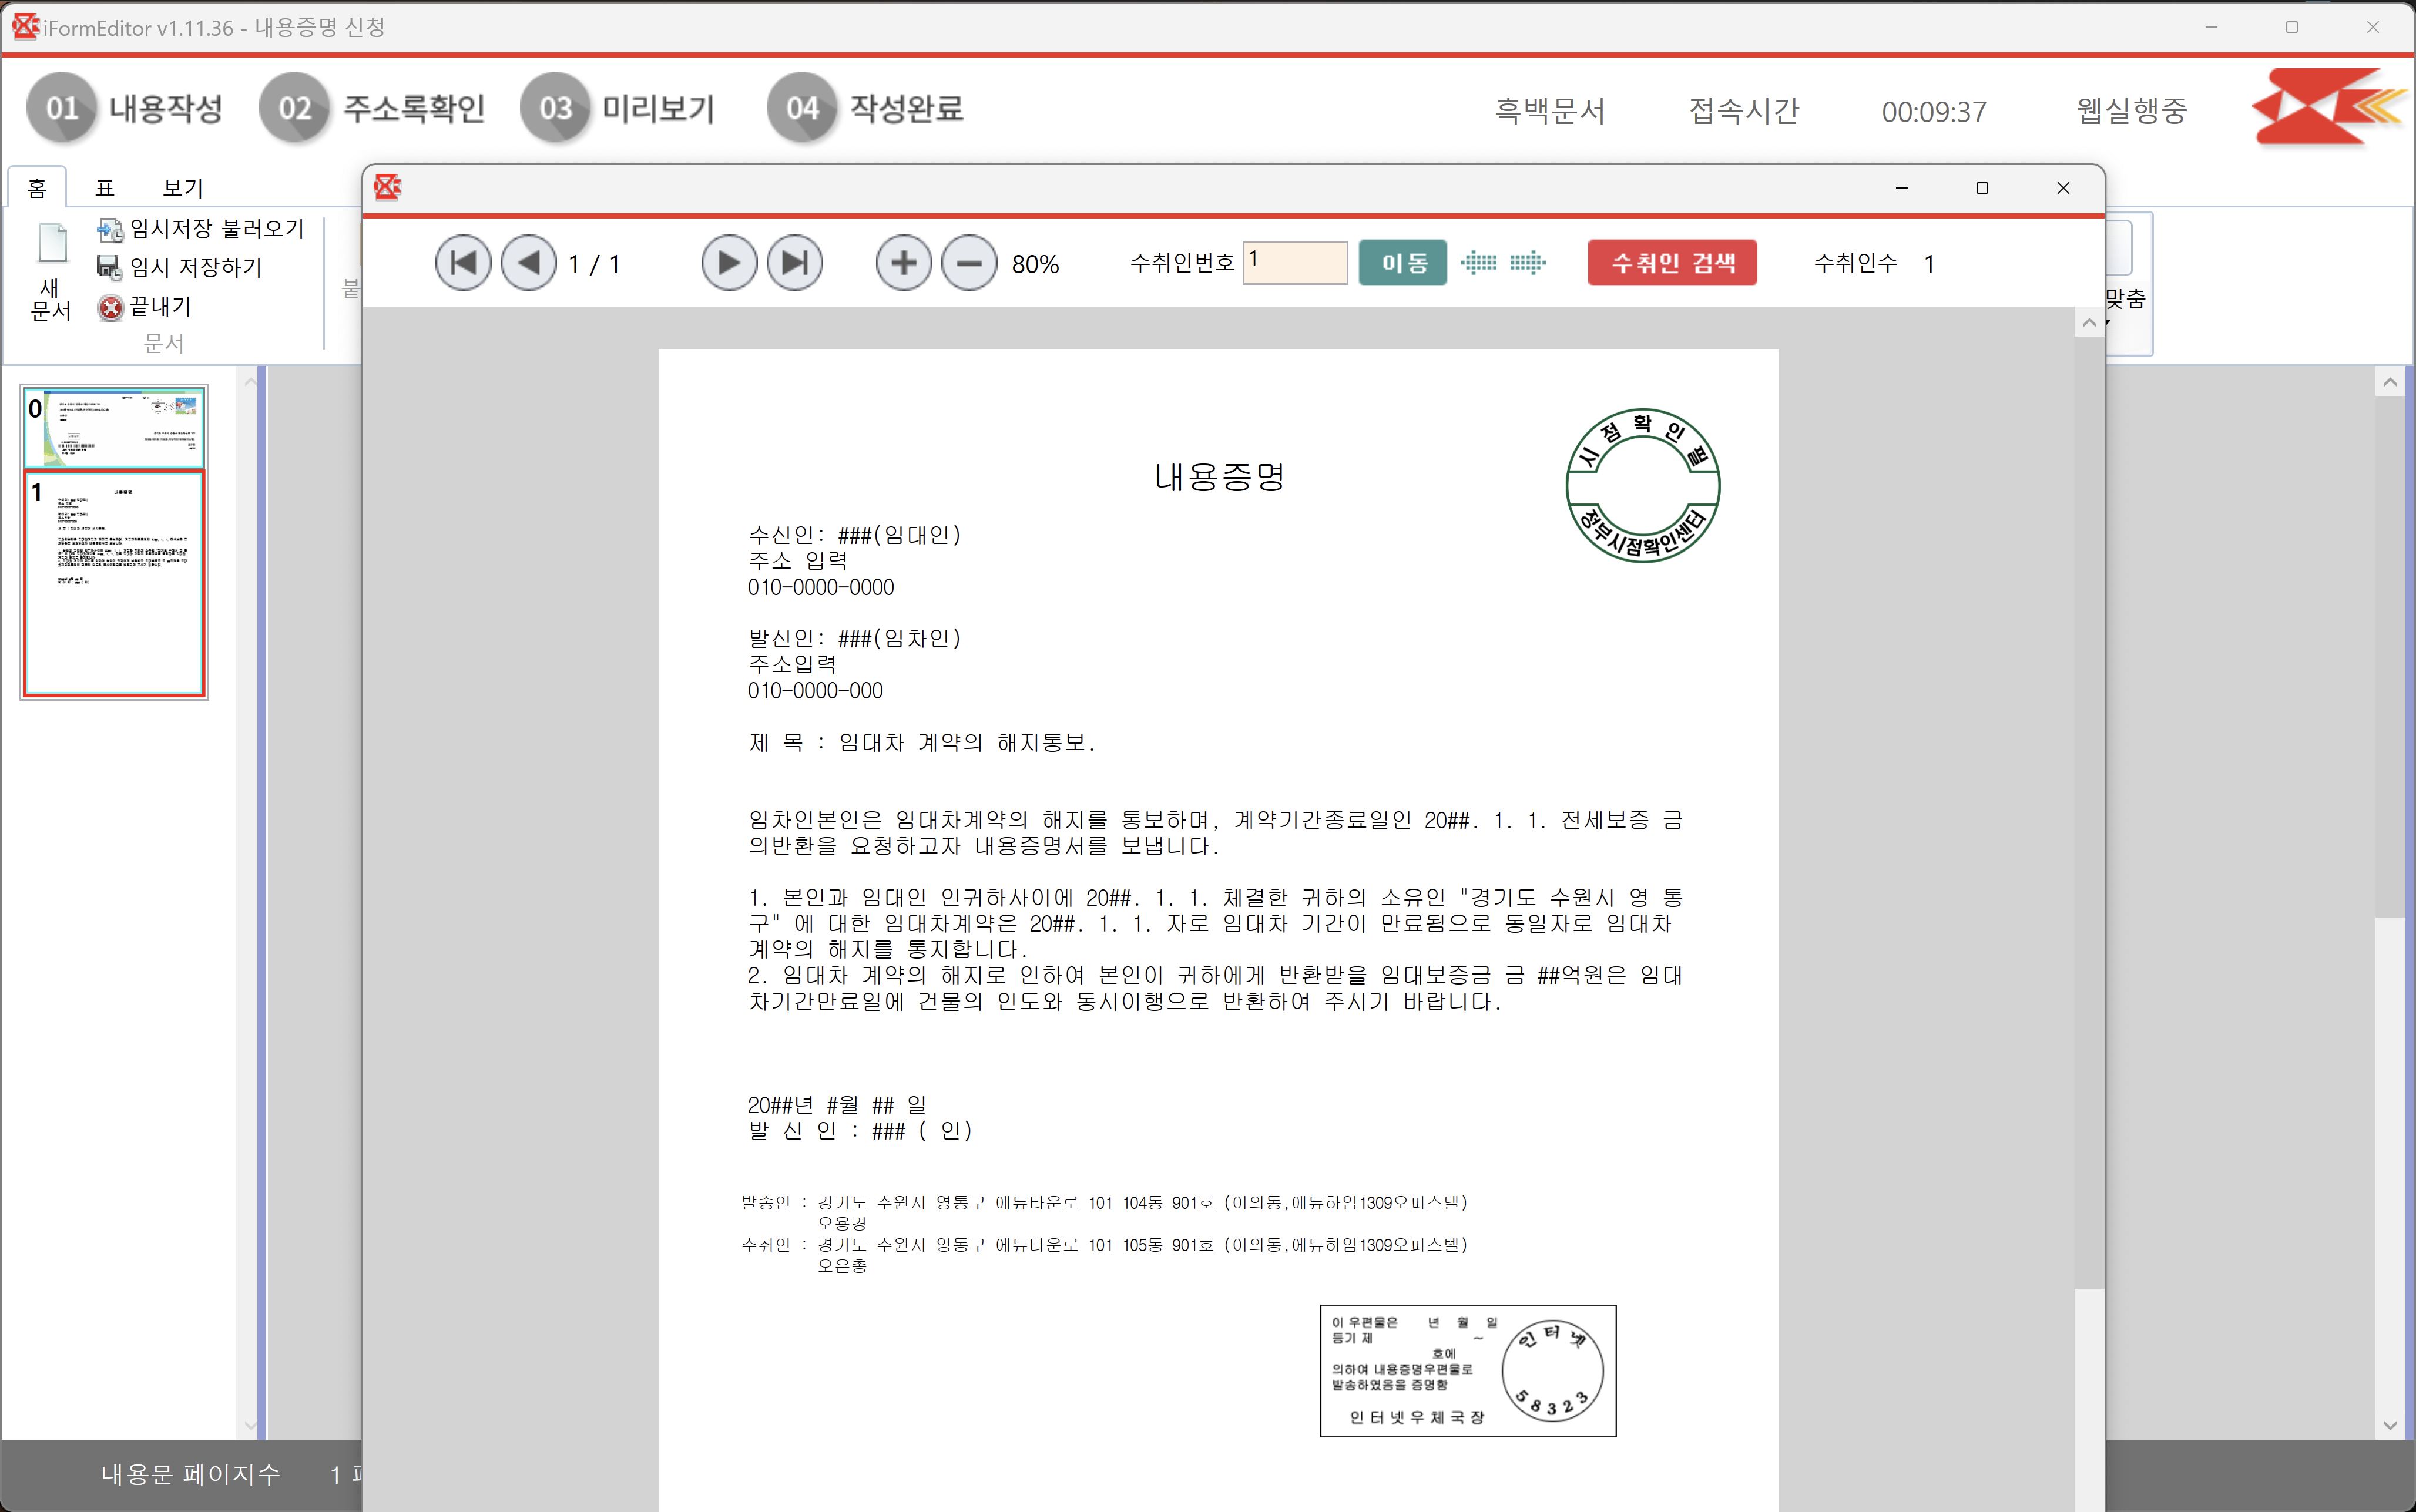 iFormEditor v1.11.36 - 내용증명 신청
01 내용작성 02 주소록확인 03 미리보기 04 작성완료 흑백문서 접속시간 00:09:37 웹실행중
홈 표 보기
새 문서
임시저장 불러오기
임시 저장하기
끝내기
문서
붙
1 / 1 80% 수취인번호 1 이동 수취인 검색 수취인수 1
맞춤
0
1
내용증명
시점확인필
정부시점확인센터
수신인: ###(임대인)
주소 입력
010-0000-0000
발신인: ###(임차인)
주소입력
010-0000-000
제 목 : 임대차 계약의 해지통보.
임차인본인은 임대차계약의 해지를 통보하며, 계약기간종료일인 20##. 1. 1. 전세보증 금
의반환을 요청하고자 내용증명서를 보냅니다.
1. 본인과 임대인 인귀하사이에 20##. 1. 1. 체결한 귀하의 소유인 "경기도 수원시 영 통
구" 에 대한 임대차계약은 20##. 1. 1. 자로 임대차 기간이 만료됨으로 동일자로 임대차
계약의 해지를 통지합니다.
2. 임대차 계약의 해지로 인하여 본인이 귀하에게 반환받을 임대보증금 금 ##억원은 임대
차기간만료일에 건물의 인도와 동시이행으로 반환하여 주시기 바랍니다.
20##년 #월 ## 일
발 신 인 : ### ( 인)
발송인 : 경기도 수원시 영통구 에듀타운로 101 104동 901호 (이의동,에듀하임1309오피스텔)
오용경
수취인 : 경기도 수원시 영통구 에듀타운로 101 105동 901호 (이의동,에듀하임1309오피스텔)
오은총
이 우편물은 년 월 일
등기 제 ~
호에
의하여 내용증명우편물로
발송하였음을 증명함
인터넷우체국장
인터넷
58323
내용문 페이지수 1